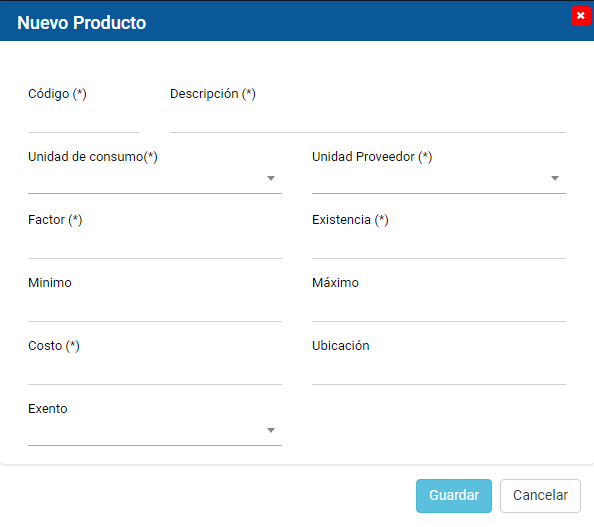 Nuevo Producto
Código (*) Descripción (*)
Unidad de consumo(*) Unidad Proveedor (*)
Factor (*) Existencia (*)
Minimo Máximo
Costo (*) Ubicación
Exento
Guardar Cancelar